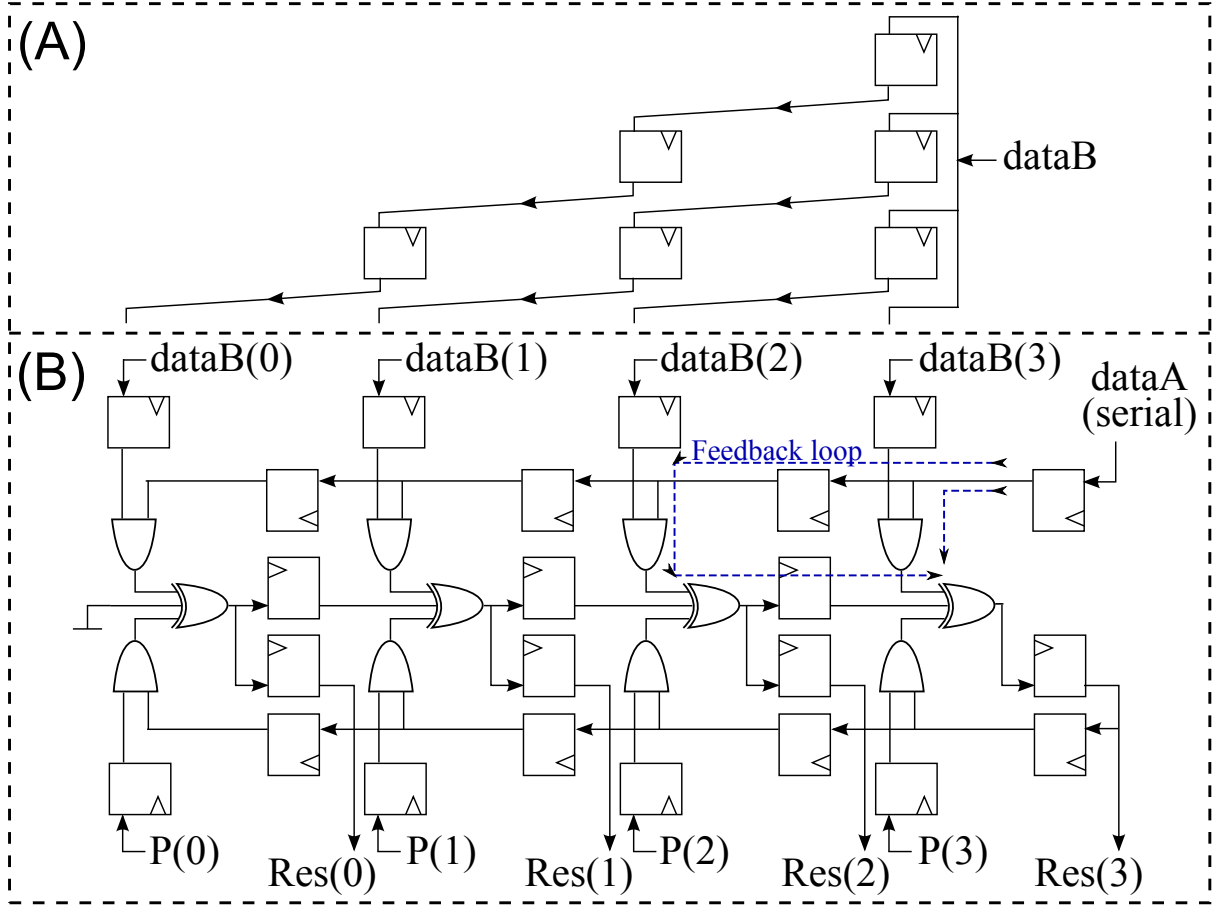 (A)
dataB
(B)
dataB(0)
dataB(1)
dataB(2)
dataB(3)
dataA
(serial)
Feedback loop
P(0)
P(1)
P(2)
P(3)
Res(0)
Res(1)
Res(2)
Res(3)